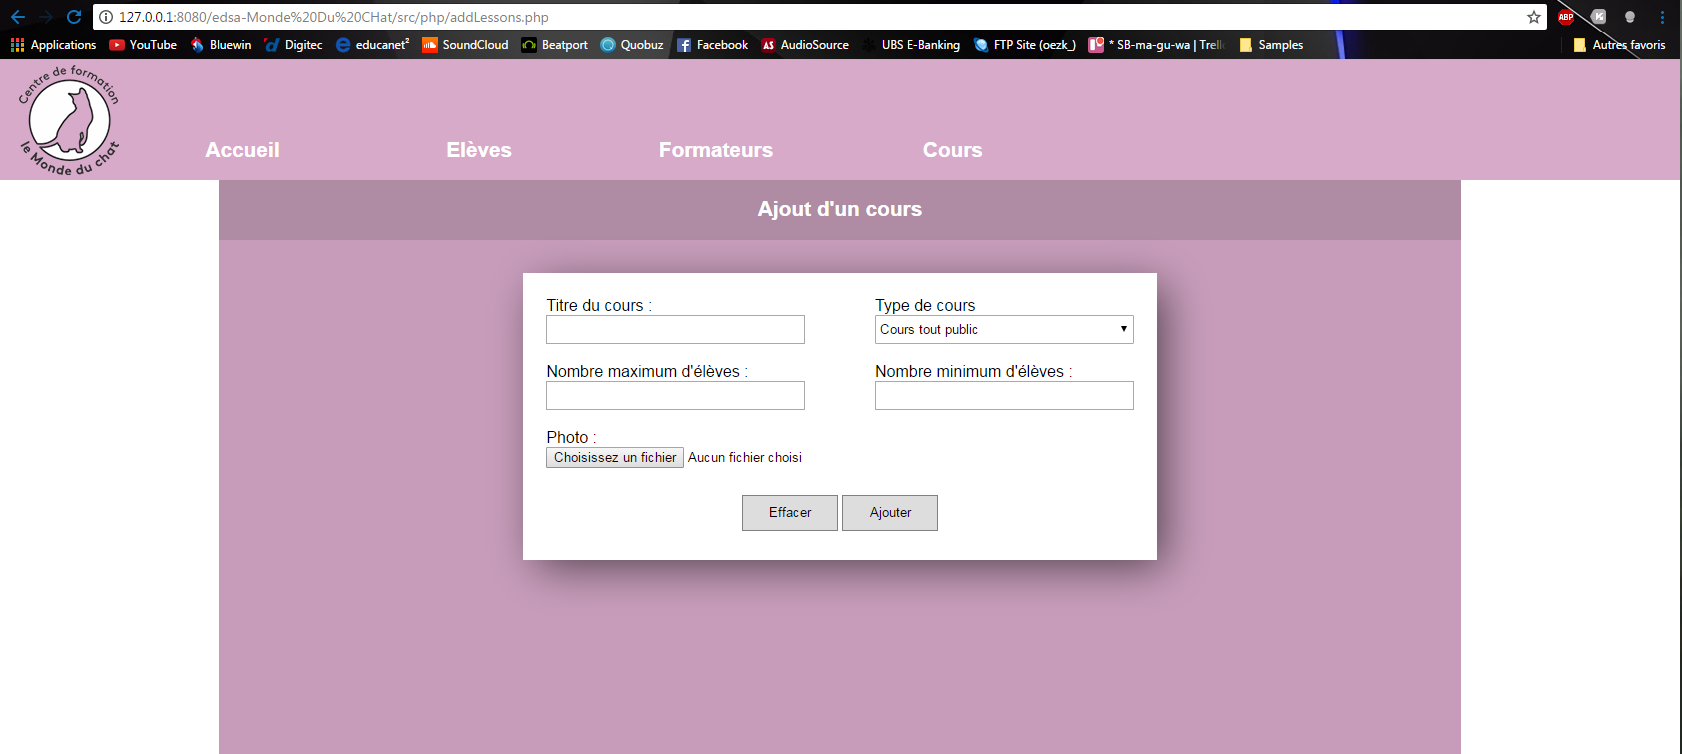 127.0.0.1:8080/edsa-Monde%20Du%20CHat/src/php/addLessons.php
ABP
K
Applications YouTube Bluewin Digitec educanet² SoundCloud Beatport Quobuz Facebook AudioSource UBS E-Banking FTP Site (oezk_) * SB-ma-gu-wa | Trell Samples Autres favoris
Centre de formation
le Monde du chat
Accueil Elèves Formateurs Cours
Ajout d'un cours
Titre du cours : Type de cours
Cours tout public
Nombre maximum d'élèves : Nombre minimum d'élèves :
Photo :
Choisissez un fichier Aucun fichier choisi
Effacer Ajouter